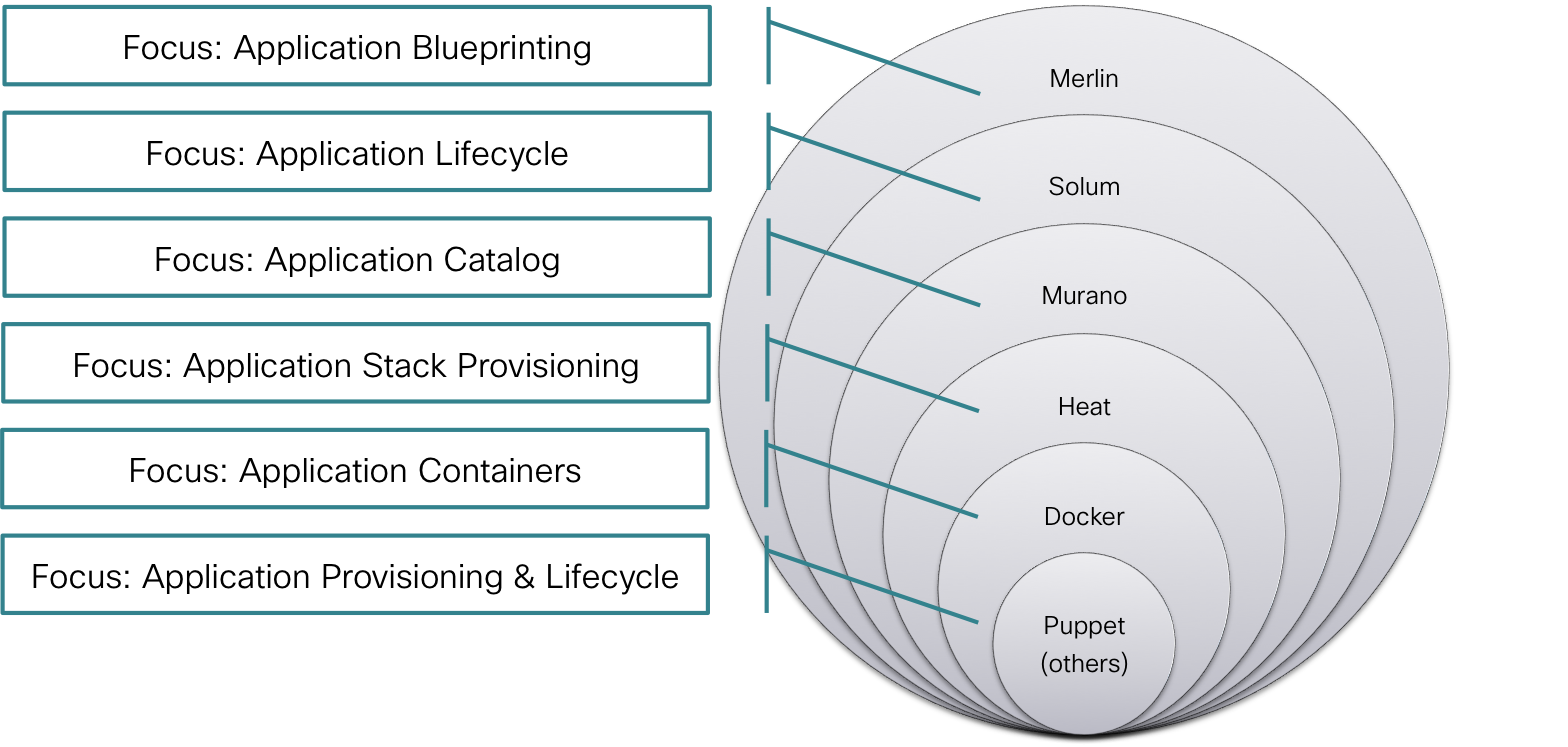 Focus: Application Blueprinting
Focus: Application Lifecycle
Focus: Application Catalog
Focus: Application Stack Provisioning
Focus: Application Containers
Focus: Application Provisioning & Lifecycle
Merlin
Solum
Murano
Heat
Docker
Puppet
(others)